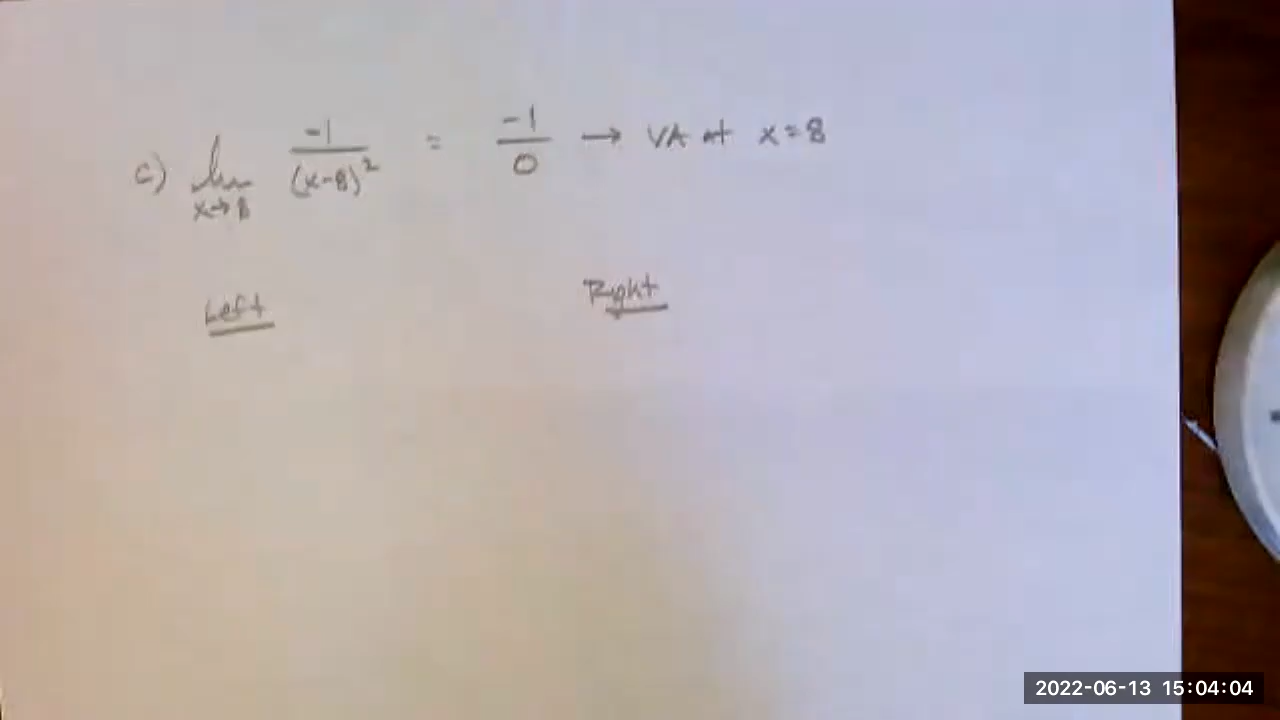 c) lim x→8 -1/(x-8)² = -1/0 → VA at x=8
Left Right
2022-06-13 15:04:04